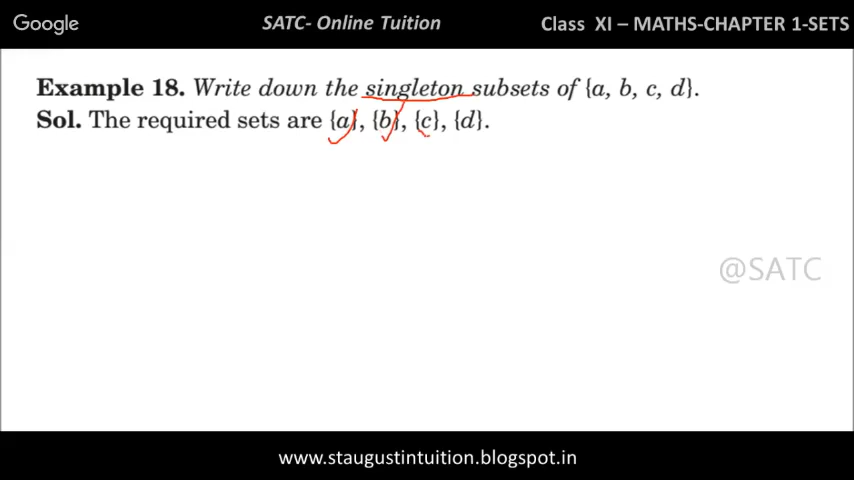 Google
SATC- Online Tuition
Class XI – MATHS-CHAPTER 1-SETS
Example 18. Write down the singleton subsets of {a, b, c, d}.
Sol. The required sets are {a}, {b}, {c}, {d}.
@SATC
www.staugustintuition.blogspot.in